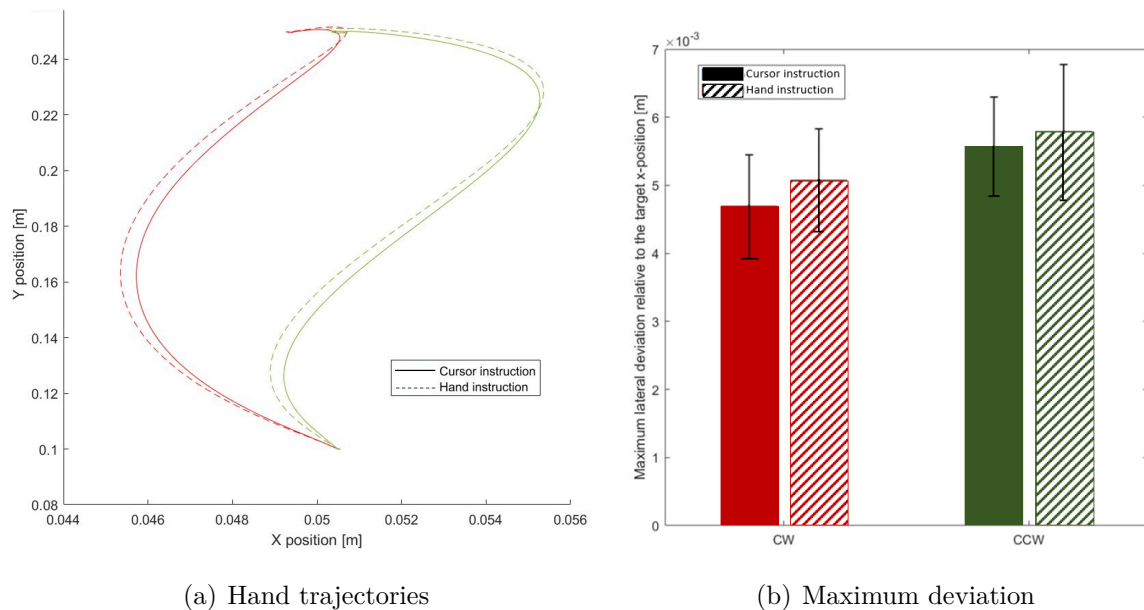 0.24
0.22
0.2
0.18
0.16
0.14
0.12
0.1
0.08
Y position [m]
0.044
0.046
0.048
0.05
0.052
0.054
0.056
X position [m]
Cursor instruction
Hand instruction
(a) Hand trajectories
×10⁻³
7
6
5
4
3
2
1
0
Maximum lateral deviation relative to the target x-position [m]
Cursor instruction
Hand instruction
CW
CCW
(b) Maximum deviation